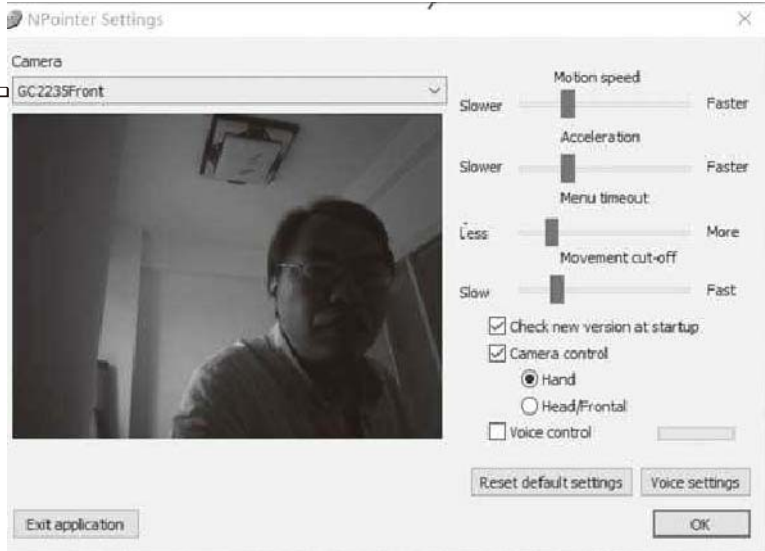 NPointer Settings
Camera
GC2235Front
Motion speed
Slower
Faster
Acceleration
Slower
Faster
Menu timeout
Less
More
Movement cut-off
Slow
Fast
Check new version at startup
Camera control
Hand
Head/Frontal
Voice control
Reset default settings
Voice settings
Exit application
OK